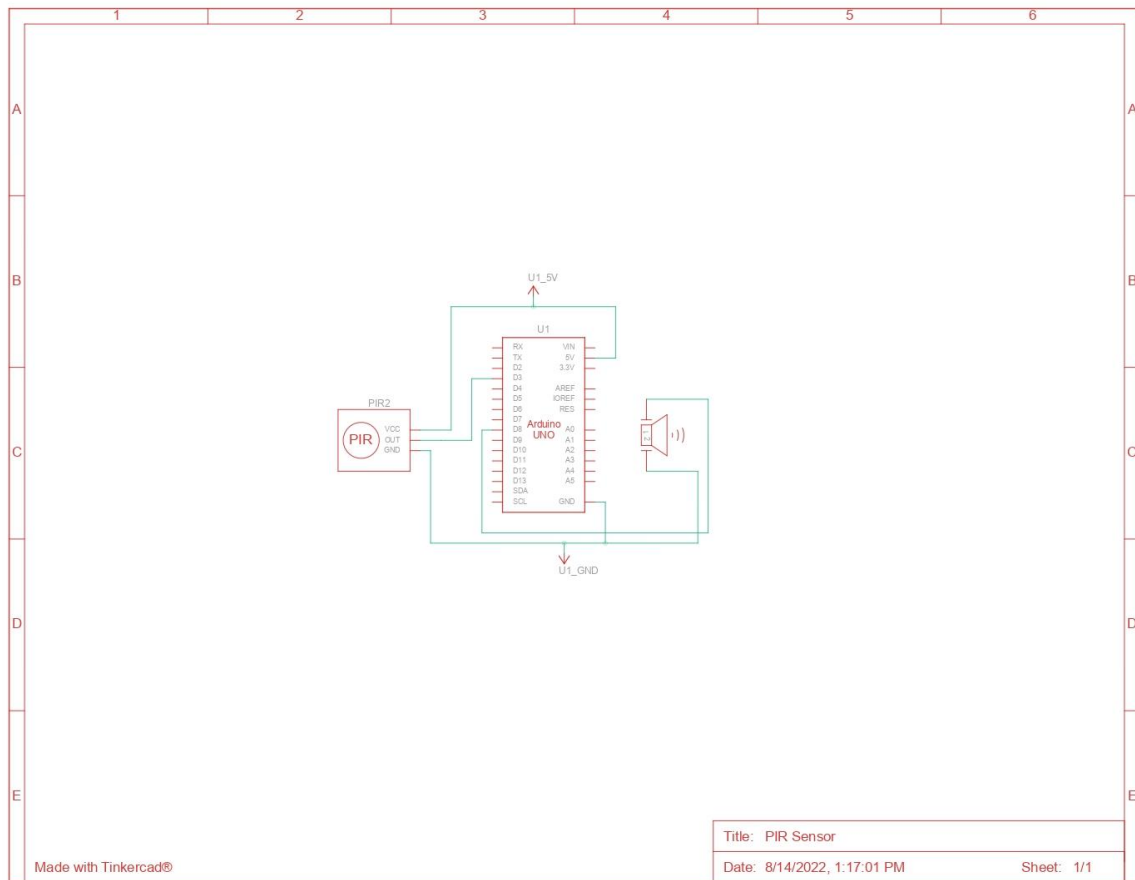 1 2 3 4 5 6
A A
B B
U1_5V
U1
RX VIN
TX 5V
D2 3.3V
D3
D4 AREF
D5 IOREF
D6 RES
D7
D8 A0
D9 A1
D10 A2
D11 A3
D12 A4
D13 A5
SDA
SCL GND
Arduino
UNO
PIR2
PIR
VCC
OUT
GND
1 2
C C
U1_GND
D D
E E
Title: PIR Sensor
Date: 8/14/2022, 1:17:01 PM Sheet: 1/1
Made with Tinkercad®